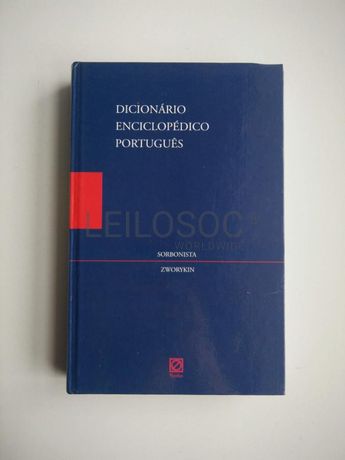 DICIONÁRIO
ENCICLOPÉDICO
PORTUGUÊS
LEILOSOC
WORLDWIDE
SORBONISTA
ZWORYKIN